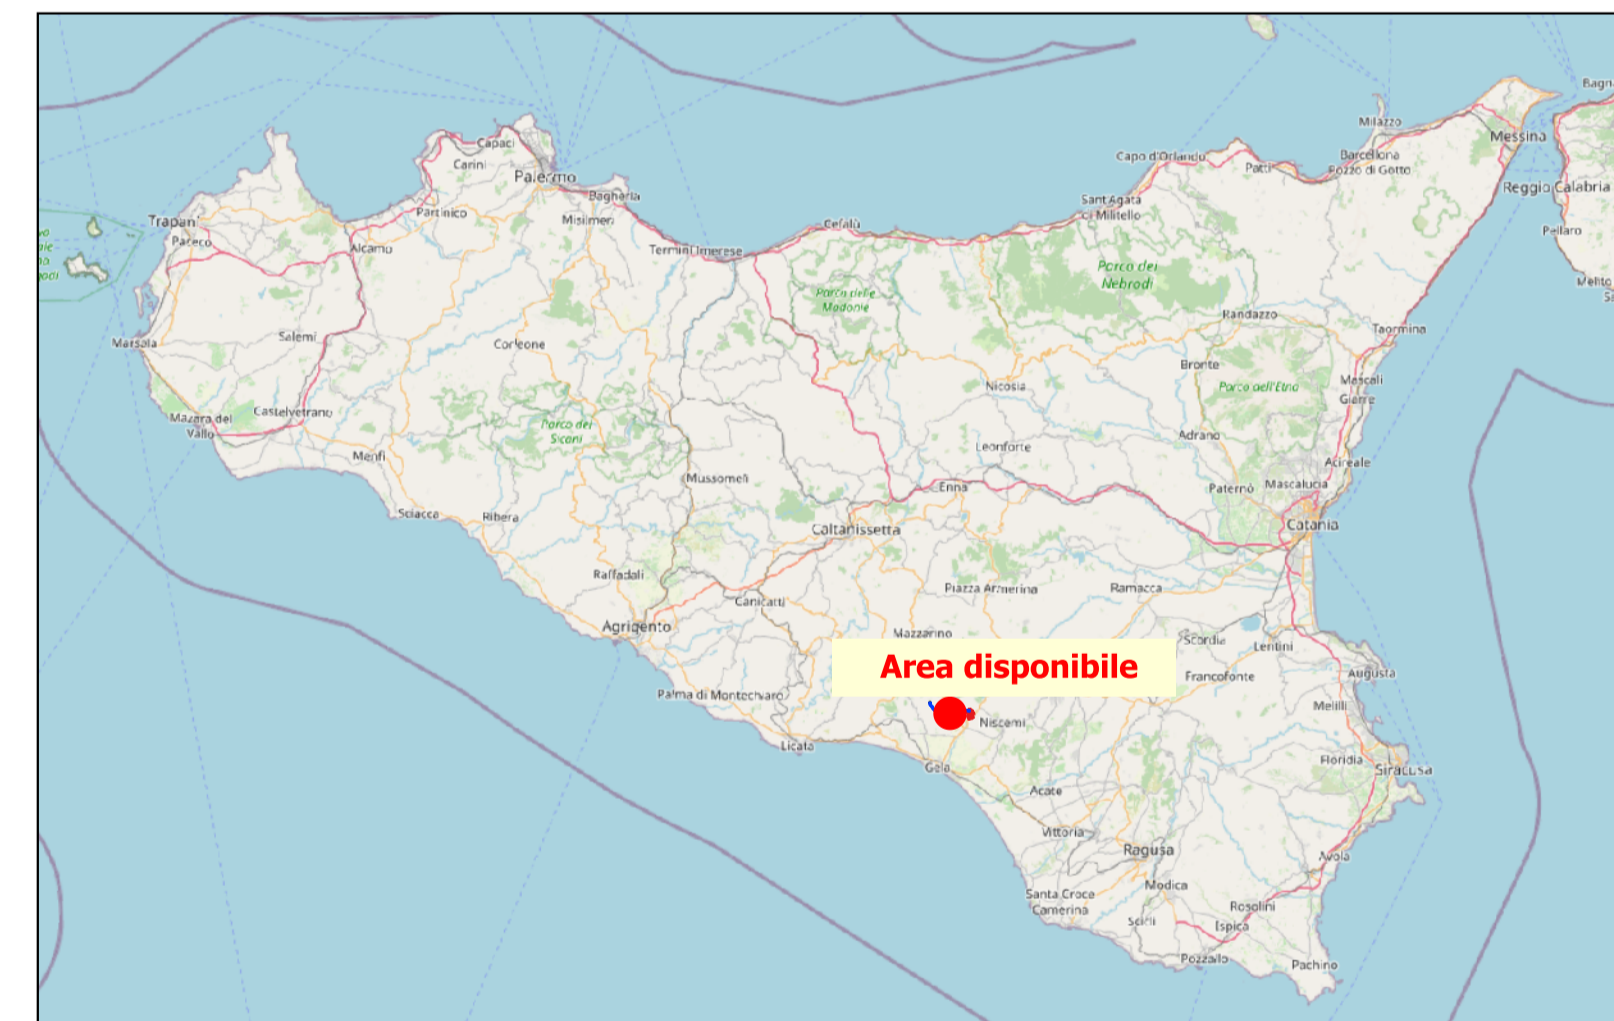 Bagn
Milazzo
Messina
Capaci
Carini
Palermo
Capo d'Orlando
Patti
Barcellona
Pozzo di Gotto
Reggio Calabria
Bagheria
Partinico
Misilmeri
Sant'Agata
di Militello
Trapani
Paceco
Alcamo
Termini Imerese
Cefalù
Pellaro
Parco dei
Nebrodi
Melito
Parco delle
Madonie
Randazzo
Taormina
Marsala
Salemi
Corleone
Bronte
Nicosia
Parco dell'Etna
Mascali
Giarre
Mazara del
Vallo
Castelvetrano
Parco dei
Sicani
Adrano
Menfi
Leonforte
Acireale
Mussomeli
Enna
Paternò
Mascalucia
Sciacca
Ribera
Caltanissetta
Catania
Raffadali
Canicattì
Piazza Armerina
Ramacca
Agrigento
Mazzarino
Scordia
Lentini
Area disponibile
Francofonte
Augusta
Palma di Montechiaro
Melilli
Niscemi
Licata
Gela
Floridia
Siracusa
Acate
Vittoria
Ragusa
Avola
Modica
Santa Croce
Camerina
Scicli
Rosolini
Ispica
Pozzallo
Pachino